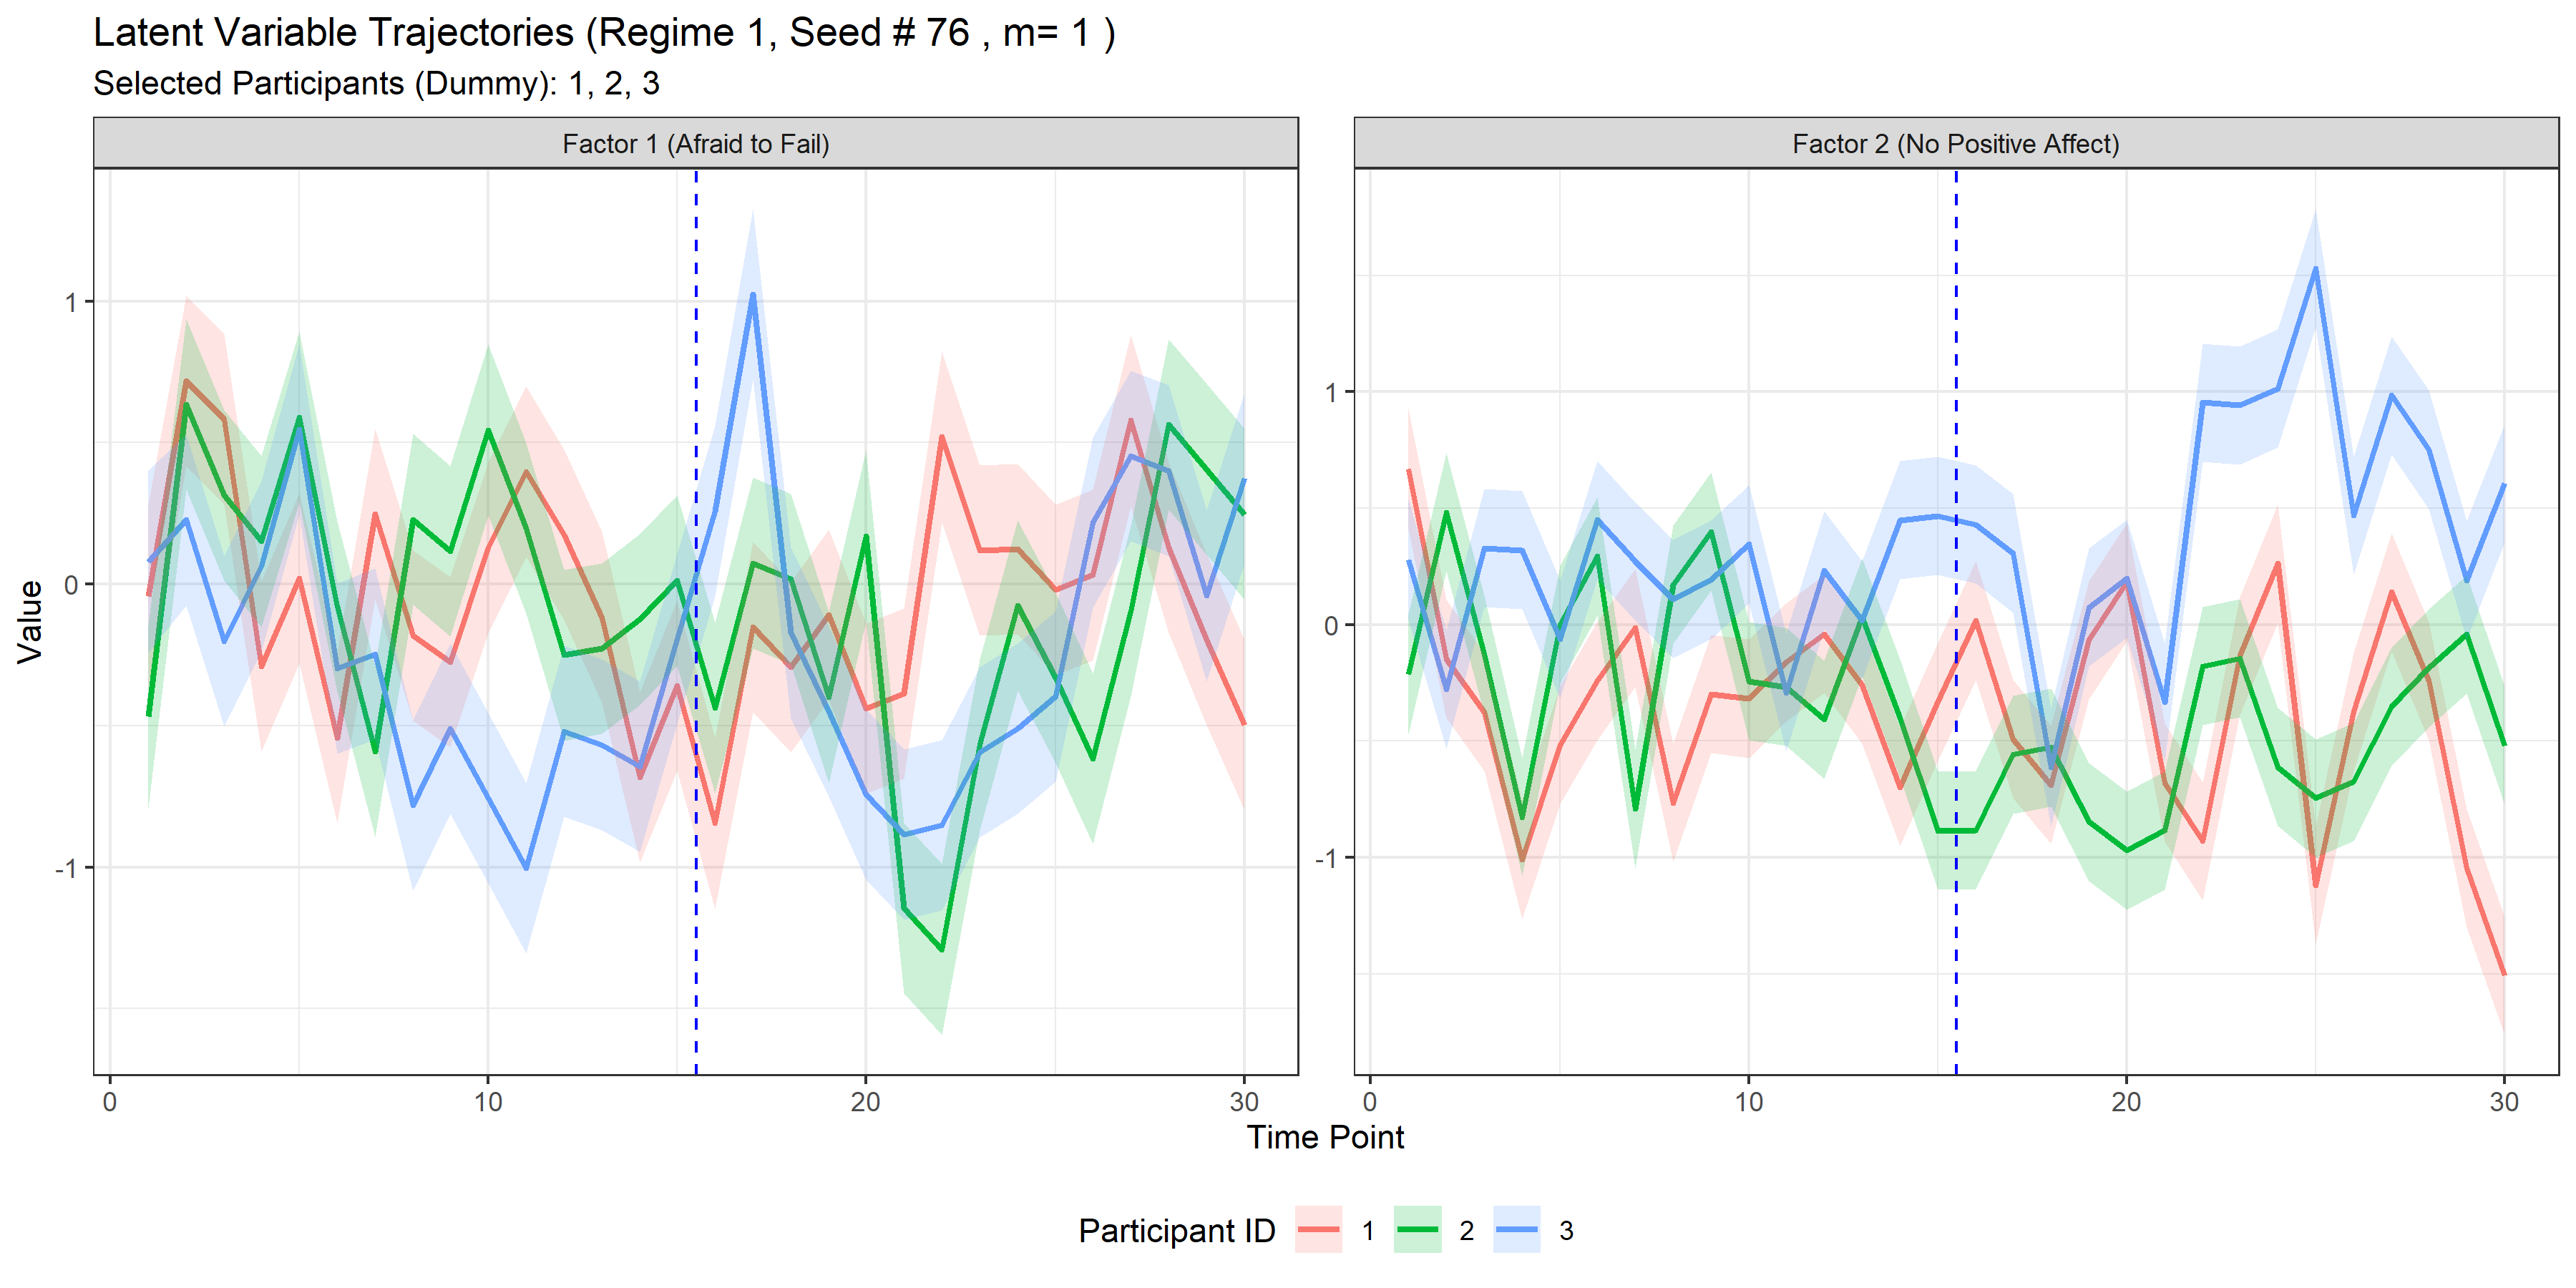 Latent Variable Trajectories (Regime 1, Seed # 76 , m= 1 )
Selected Participants (Dummy): 1, 2, 3
Factor 1 (Afraid to Fail)
Factor 2 (No Positive Affect)
Value
1
0
-1
1
0
-1
0 10 20 30
0 10 20 30
Time Point
Participant ID 1 2 3